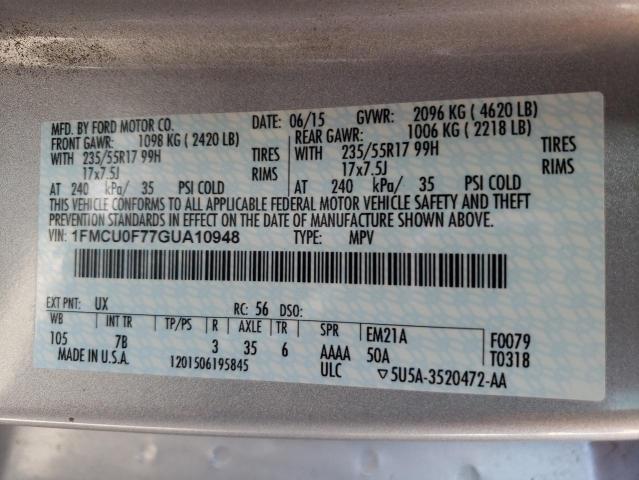 MFD. BY FORD MOTOR CO. DATE: 06/15 GVWR: 2096 KG ( 4620 LB)
FRONT GAWR: 1098 KG ( 2420 LB) REAR GAWR: 1006 KG ( 2218 LB)
WITH 235/55R17 99H TIRES WITH 235/55R17 99H TIRES
17x7.5J RIMS 17x7.5J RIMS
AT 240 kPa/ 35 PSI COLD AT 240 kPa/ 35 PSI COLD
THIS VEHICLE CONFORMS TO ALL APPLICABLE FEDERAL MOTOR VEHICLE SAFETY AND THEFT
PREVENTION STANDARDS IN EFFECT ON THE DATE OF MANUFACTURE SHOWN ABOVE.
VIN: 1FMCU0F77GUA10948 TYPE: MPV
EXT PNT: UX RC: 56 DSO:
WB INT TR TP/PS R AXLE TR SPR EM21A F0079
105 7B 3 35 6 AAAA 50A T0318
MADE IN U.S.A. 1201506195845 ULC ▽5U5A-3520472-AA